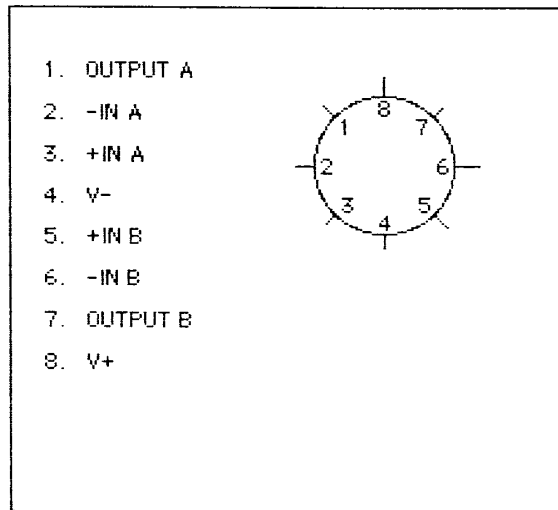 1. OUTPUT A
2. -IN A
3. +IN A
4. V-
5. +IN B
6. -IN B
7. OUTPUT B
8. V+
8
1
7
2
6
3
5
4